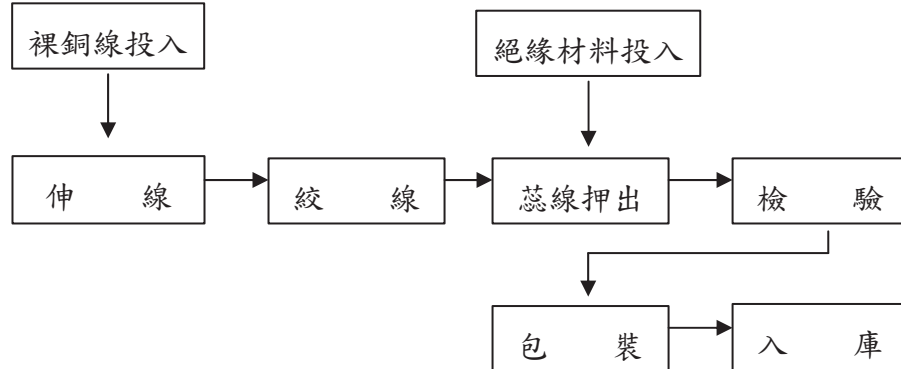 裸銅線投入
絕緣材料投入
伸 線
絞 線
蕊線押出
檢 驗
包 裝
入 庫